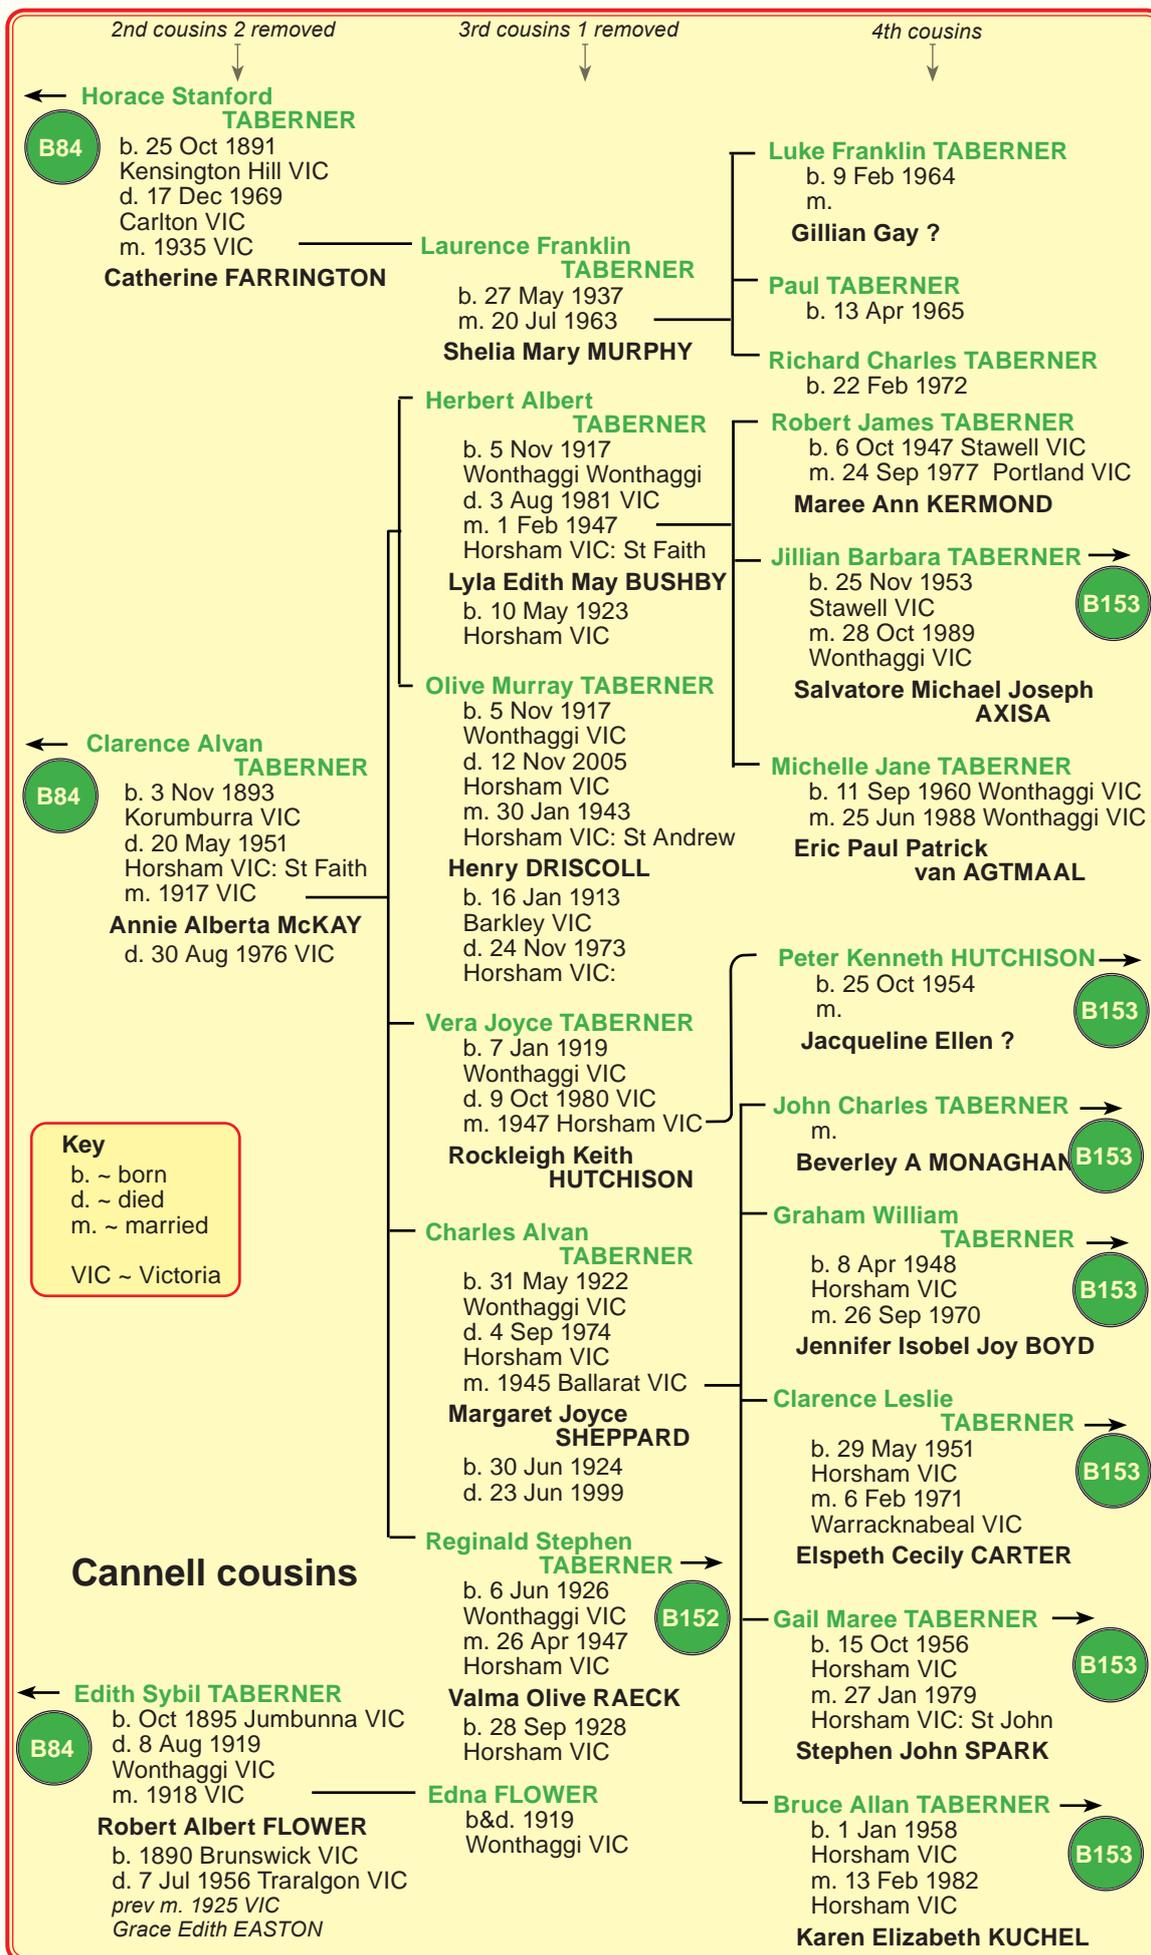 2nd cousins 2 removed
3rd cousins 1 removed
4th cousins
Horace Stanford
TABERNER
B84
b. 25 Oct 1891
Kensington Hill VIC
d. 17 Dec 1969
Carlton VIC
m. 1935 VIC
Catherine FARRINGTON
Clarence Alvan
TABERNER
B84
b. 3 Nov 1893
Korumburra VIC
d. 20 May 1951
Horsham VIC: St Faith
m. 1917 VIC
Annie Alberta McKAY
d. 30 Aug 1976 VIC
Key
b. ~ born
d. ~ died
m. ~ married
VIC ~ Victoria
Cannell cousins
Edith Sybil TABERNER
B84
b. Oct 1895 Jumbunna VIC
d. 8 Aug 1919
Wonthaggi VIC
m. 1918 VIC
Robert Albert FLOWER
b. 1890 Brunswick VIC
d. 7 Jul 1956 Traralgon VIC
prev m. 1925 VIC
Grace Edith EASTON
Laurence Franklin
TABERNER
b. 27 May 1937
m. 20 Jul 1963
Shelia Mary MURPHY
Herbert Albert
TABERNER
b. 5 Nov 1917
Wonthaggi Wonthaggi
d. 3 Aug 1981 VIC
m. 1 Feb 1947
Horsham VIC: St Faith
Lyla Edith May BUSHBY
b. 10 May 1923
Horsham VIC
Olive Murray TABERNER
b. 5 Nov 1917
Wonthaggi VIC
d. 12 Nov 2005
Horsham VIC
m. 30 Jan 1943
Horsham VIC: St Andrew
Henry DRISCOLL
b. 16 Jan 1913
Barkley VIC
d. 24 Nov 1973
Horsham VIC:
Vera Joyce TABERNER
b. 7 Jan 1919
Wonthaggi VIC
d. 9 Oct 1980 VIC
m. 1947 Horsham VIC
Rockleigh Keith
HUTCHISON
Charles Alvan
TABERNER
b. 31 May 1922
Wonthaggi VIC
d. 4 Sep 1974
Horsham VIC
m. 1945 Ballarat VIC
Margaret Joyce
SHEPPARD
b. 30 Jun 1924
d. 23 Jun 1999
Reginald Stephen
TABERNER
B152
b. 6 Jun 1926
Wonthaggi VIC
m. 26 Apr 1947
Horsham VIC
Valma Olive RAECK
b. 28 Sep 1928
Horsham VIC
Edna FLOWER
b&d. 1919
Wonthaggi VIC
Luke Franklin TABERNER
b. 9 Feb 1964
m.
Gillian Gay ?
Paul TABERNER
b. 13 Apr 1965
Richard Charles TABERNER
b. 22 Feb 1972
Robert James TABERNER
b. 6 Oct 1947 Stawell VIC
m. 24 Sep 1977 Portland VIC
Maree Ann KERMOND
Jillian Barbara TABERNER
B153
b. 25 Nov 1953
Stawell VIC
m. 28 Oct 1989
Wonthaggi VIC
Salvatore Michael Joseph
AXISA
Michelle Jane TABERNER
b. 11 Sep 1960 Wonthaggi VIC
m. 25 Jun 1988 Wonthaggi VIC
Eric Paul Patrick
van AGTMAAL
Peter Kenneth HUTCHISON
B153
b. 25 Oct 1954
m.
Jacqueline Ellen ?
John Charles TABERNER
m.
Beverley A MONAGHAN
B153
Graham William
TABERNER
B153
b. 8 Apr 1948
Horsham VIC
m. 26 Sep 1970
Jennifer Isobel Joy BOYD
Clarence Leslie
TABERNER
B153
b. 29 May 1951
Horsham VIC
m. 6 Feb 1971
Warracknabeal VIC
Elspeth Cecily CARTER
Gail Maree TABERNER
B153
b. 15 Oct 1956
Horsham VIC
m. 27 Jan 1979
Horsham VIC: St John
Stephen John SPARK
Bruce Allan TABERNER
B153
b. 1 Jan 1958
Horsham VIC
m. 13 Feb 1982
Horsham VIC
Karen Elizabeth KUCHEL